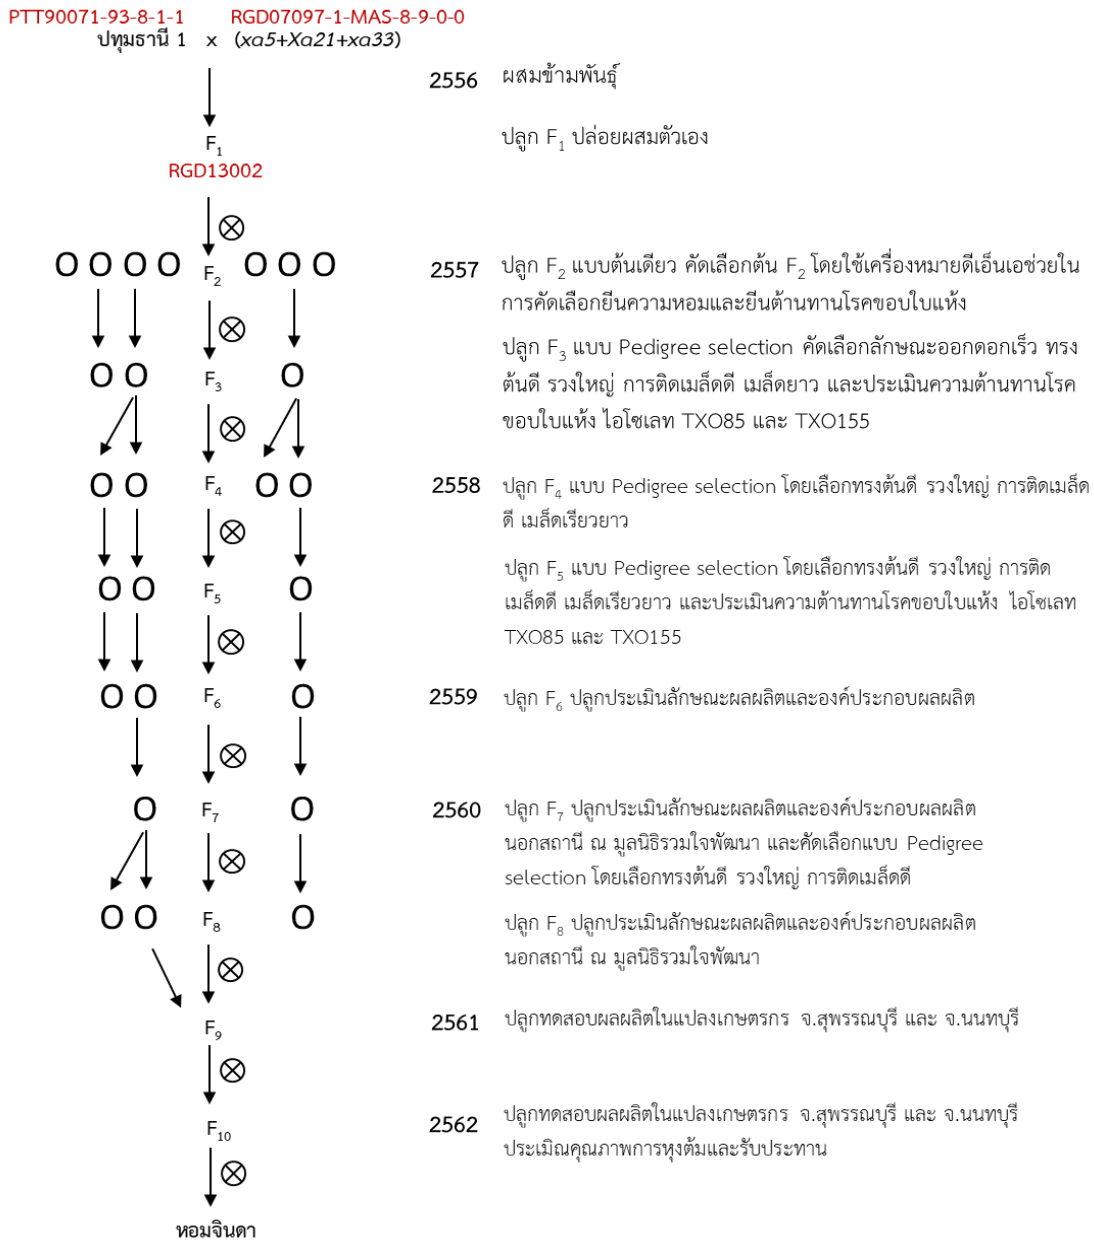 PTT90071-93-8-1-1 RGD07097-1-MAS-8-9-0-0
ปทุมธานี 1 x (xa5+Xa21+xa33)
2556 ผสมข้ามพันธุ์
F1 ปลูก F1 ปล่อยผสมตัวเอง
RGD13002
O O O O F2 O O O
2557 ปลูก F2 แบบต้นเดียว คัดเลือกต้น F2 โดยใช้เครื่องหมายดีเอ็นเอช่วยใน
การคัดเลือกยีนความหอมและยีนต้านทานโรคขอบใบแห้ง
O O F3 O
ปลูก F3 แบบ Pedigree selection คัดเลือกลักษณะออกดอกเร็ว ทรง
ต้นดี รวงใหญ่ การติดเมล็ดดี เมล็ดยาว และประเมินความต้านทานโรค
ขอบใบแห้ง ไอโซเลท TXO85 และ TXO155
O O F4 O O
2558 ปลูก F4 แบบ Pedigree selection โดยเลือกทรงต้นดี รวงใหญ่ การติดเมล็ด
ดี เมล็ดเรียวยาว
O O F5 O
ปลูก F5 แบบ Pedigree selection โดยเลือกทรงต้นดี รวงใหญ่ การติด
เมล็ดดี เมล็ดเรียวยาว และประเมินความต้านทานโรคขอบใบแห้ง ไอโซเลท
TXO85 และ TXO155
O O F6 O
2559 ปลูก F6 ปลูกประเมินลักษณะผลผลิตและองค์ประกอบผลผลิต
O F7 O
2560 ปลูก F7 ปลูกประเมินลักษณะผลผลิตและองค์ประกอบผลผลิต
นอกสถานี ณ มูลนิธิรวมใจพัฒนา และคัดเลือกแบบ Pedigree
selection โดยเลือกทรงต้นดี รวงใหญ่ การติดเมล็ดดี
O O F8 O
ปลูก F8 ปลูกประเมินลักษณะผลผลิตและองค์ประกอบผลผลิต
นอกสถานี ณ มูลนิธิรวมใจพัฒนา
F9
2561 ปลูกทดสอบผลผลิตในแปลงเกษตรกร จ.สุพรรณบุรี และ จ.นนทบุรี
F10
2562 ปลูกทดสอบผลผลิตในแปลงเกษตรกร จ.สุพรรณบุรี และ จ.นนทบุรี
ประเมิณคุณภาพการหุงต้มและรับประทาน
หอมจินดา